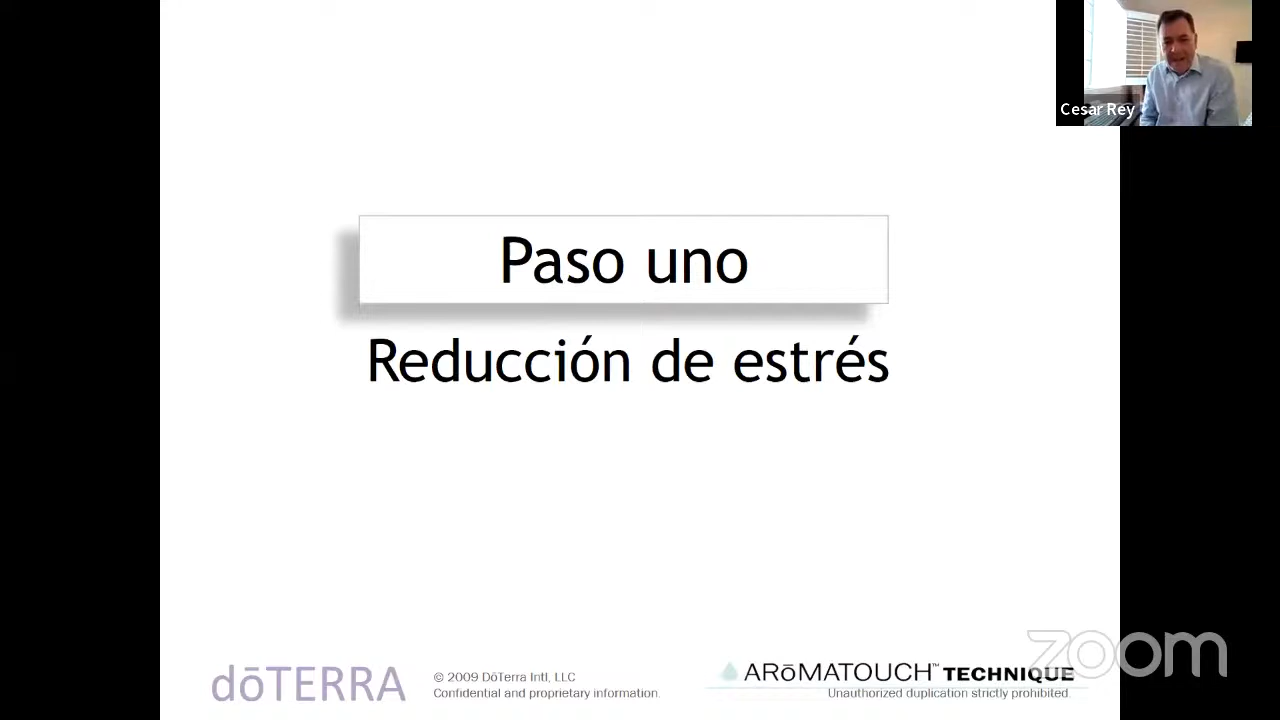 Cesar Rey
Paso uno
Reducción de estrés
zoom
dōTERRA
© 2009 DōTerra Intl, LLC
Confidential and proprietary information.
ARōMATOUCH™ TECHNIQUE
Unauthorized duplication strictly prohibited.